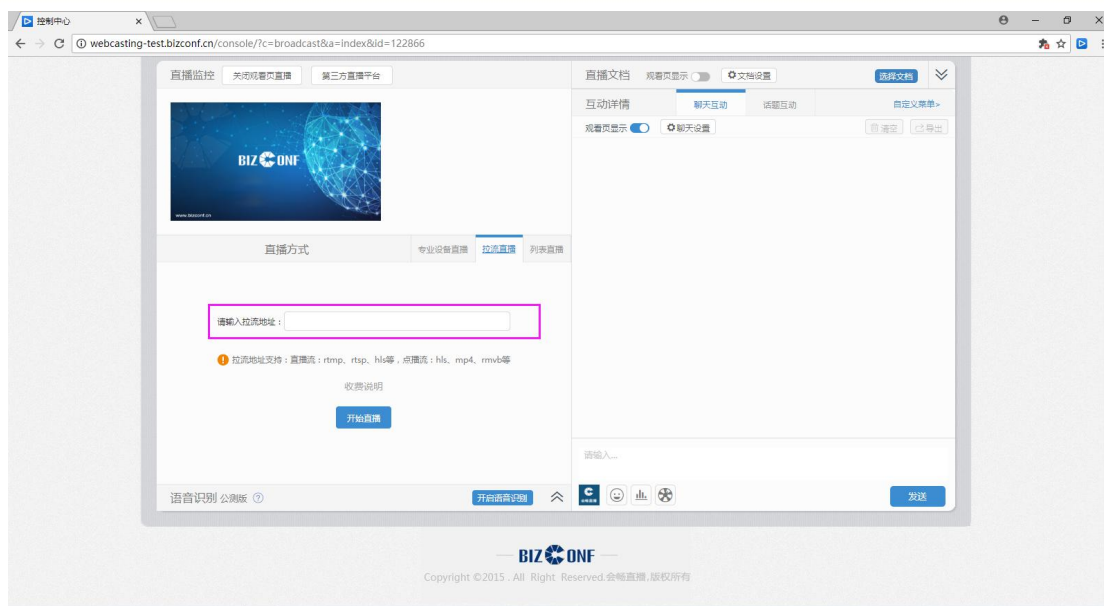 控制中心
webcasting-test.bizconf.cn/console/?c=broadcast&a=index&id=122866
直播监控 关闭观看页直播 第三方直播平台
直播文档 观看页显示 文档设置 选择文档
互动详情 聊天互动 话题互动 自定义菜单>
观看页显示 聊天设置 清空 导出
BIZCONF
www.bizconf.cn
直播方式 专业设备直播 拉流直播 列表直播
请输入拉流地址：
拉流地址支持：直播流：rtmp、rtsp、hls等，点播流：hls、mp4、rmvb等
收费说明
开始直播
请输入...
语音识别 公测版 开启语音识别
发送
BIZCONF
Copyright ©2015 . All Right Reserved.会畅直播.版权所有